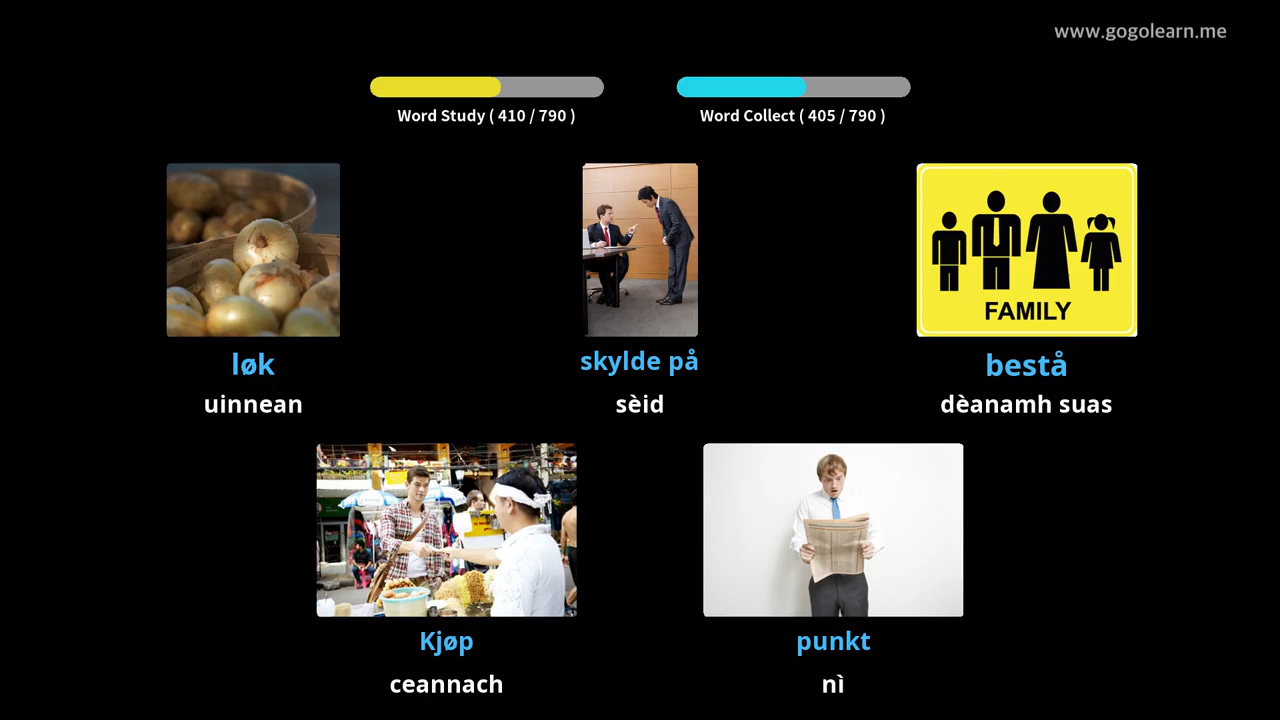 www.gogolearn.me
Word Study ( 410 / 790 )
Word Collect ( 405 / 790 )
FAMILY
løk
skylde på
bestå
uinnean
sèid
dèanamh suas
Kjøp
punkt
ceannach
nì